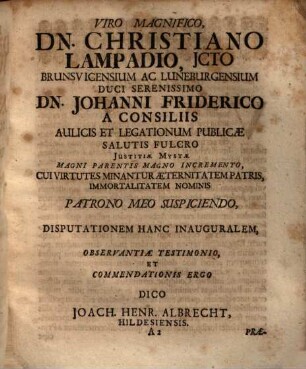 VIRO MAGNIFICO,
DN. CHRISTIANO
LAMPADIO, JCTO
BRUNSVICENSIUM AC LUNEBURGENSIUM
DUCI SERENISSIMO
DN. JOHANNI FRIDERICO
A CONSILIIS
AULICIS ET LEGATIONUM PUBLICÆ
SALUTIS FULCRO
JUSTITIÆ MYSTÆ
MAGNI PARENTIS MAGNO INCREMENTO,
CUI VIRTUTES MINANTUR ÆTERNITATEM PATRIS,
IMMORTALITATEM NOMINIS
PATRONO MEO SUSPICIENDO,
DISPUTATIONEM HANC INAUGURALEM,
OBSERVANTIÆ TESTIMONIO,
ET
COMMENDATIONIS ERGO
DICO
JOACH. HENR. ALBRECHT,
HILDESIENSIS.
A 2 PRÆ-